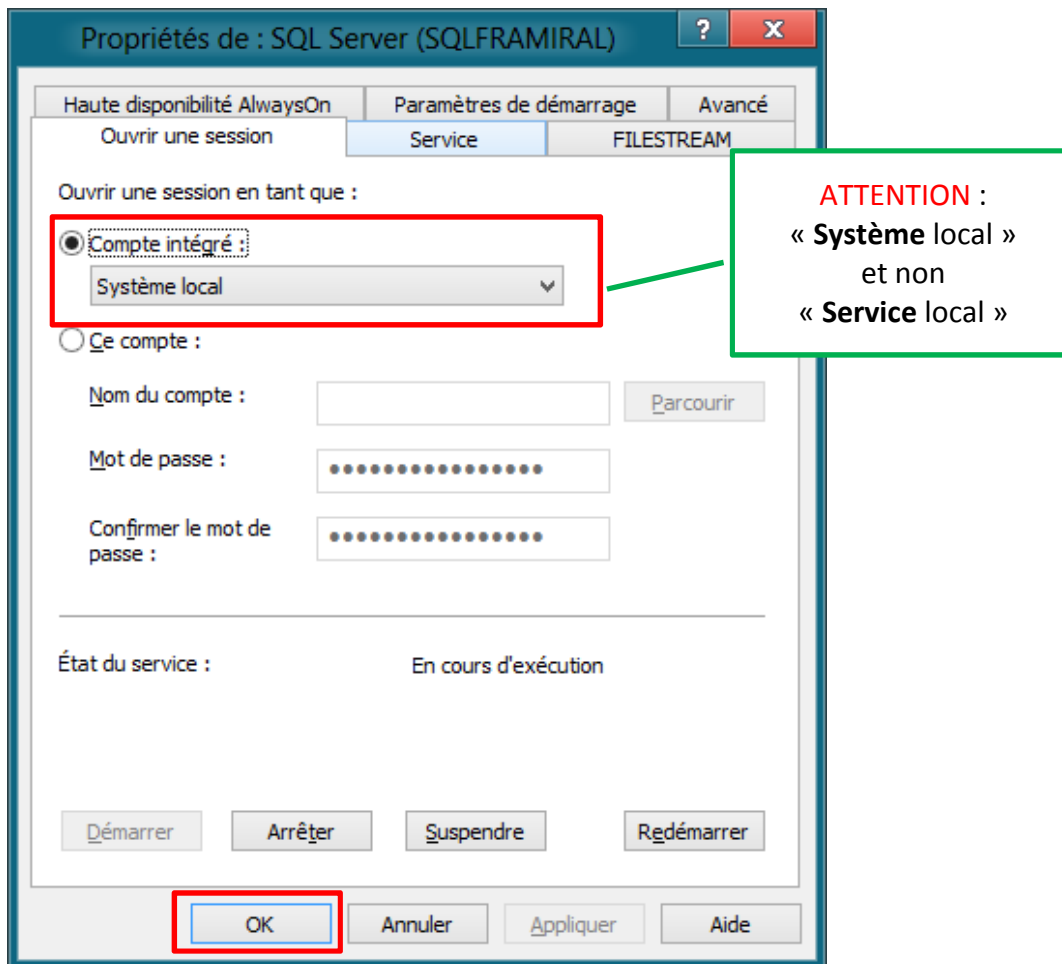 Propriétés de : SQL Server (SQLFRAMIRAL)
? x
Haute disponibilité AlwaysOn Paramètres de démarrage Avancé
Ouvrir une session Service FILESTREAM
Ouvrir une session en tant que :
Compte intégré :
Système local
ATTENTION :
« Système local »
et non
« Service local »
Ce compte :
Nom du compte : Parcourir
Mot de passe : ●●●●●●●●●●●●●●●●
Confirmer le mot de
passe : ●●●●●●●●●●●●●●●●
État du service : En cours d'exécution
Démarrer Arrêter Suspendre Redémarrer
OK Annuler Appliquer Aide